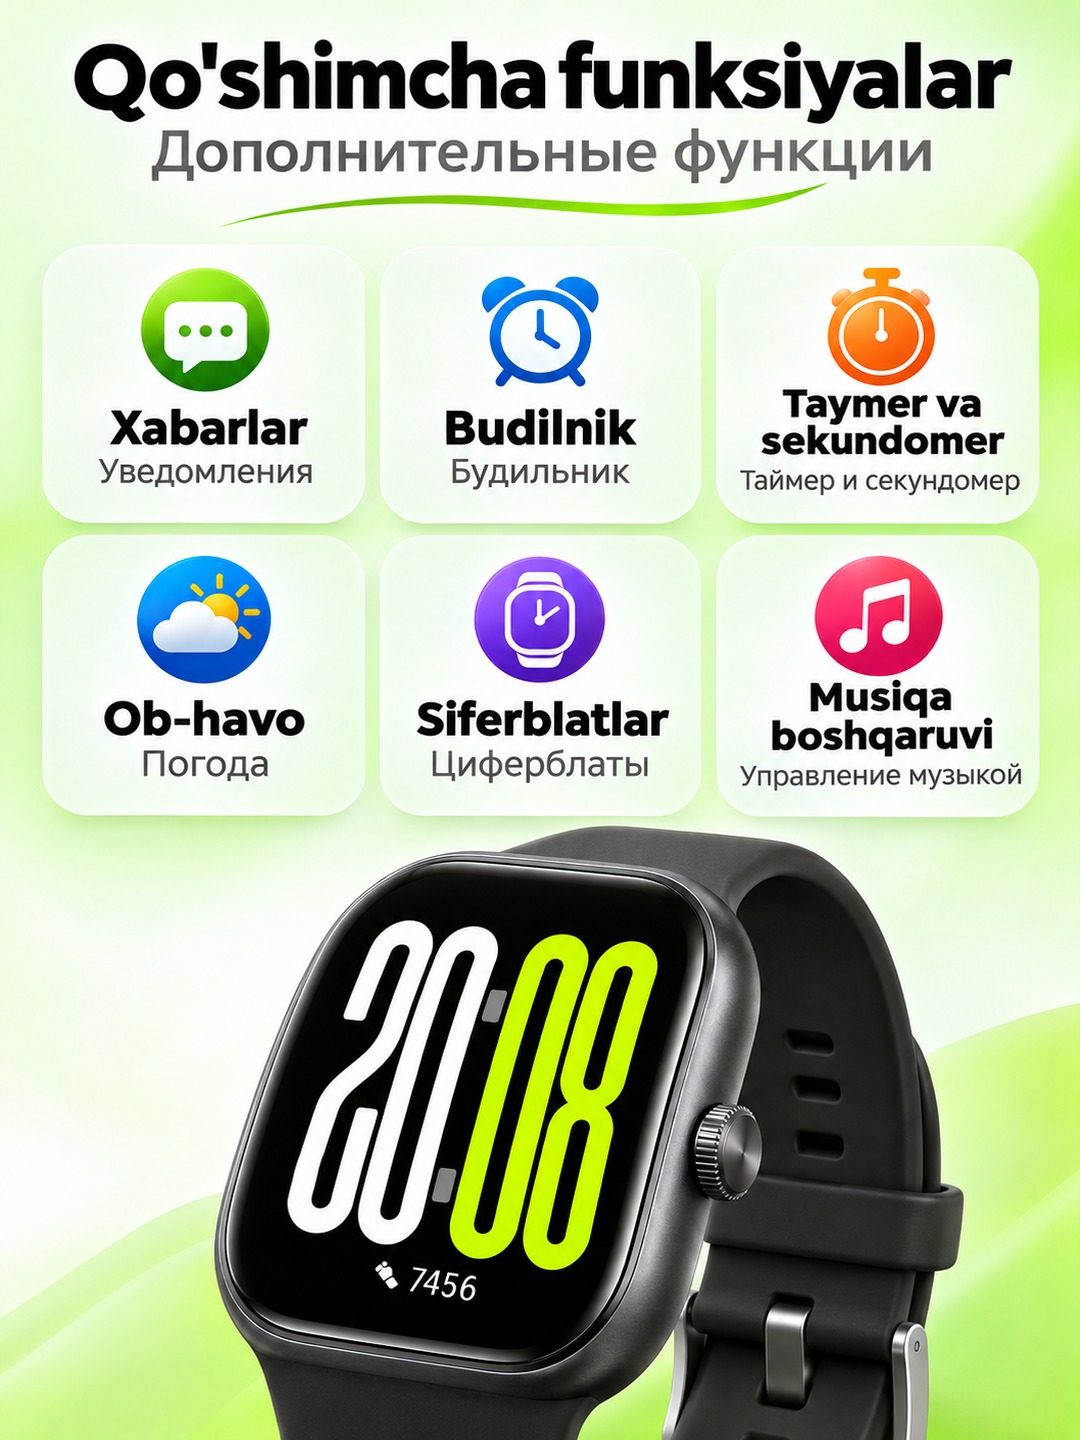 Qo'shimcha funksiyalar
Дополнительные функции
Xabarlar
Уведомления
Budilnik
Будильник
Taymer va
sekundomer
Таймер и секундомер
Ob-havo
Погода
Siferblatlar
Циферблаты
Musiqa
boshqaruvi
Управление музыкой
20:08
7456